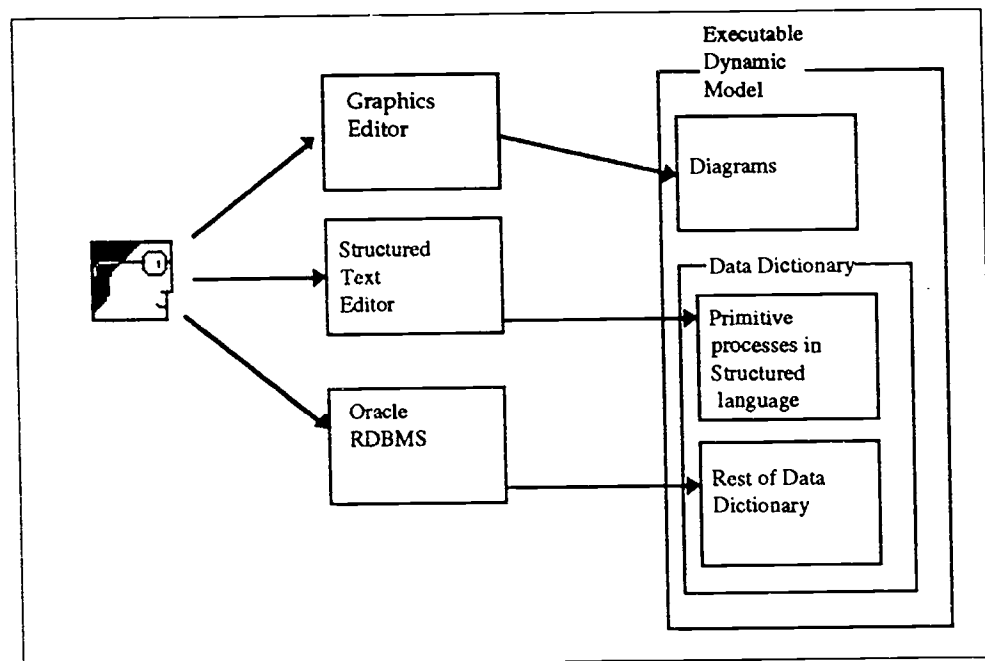 Executable
Dynamic
Model
Graphics
Editor
Diagrams
Structured
Text
Editor
Data Dictionary
Primitive
processes in
Structured
language
Oracle
RDBMS
Rest of Data
Dictionary